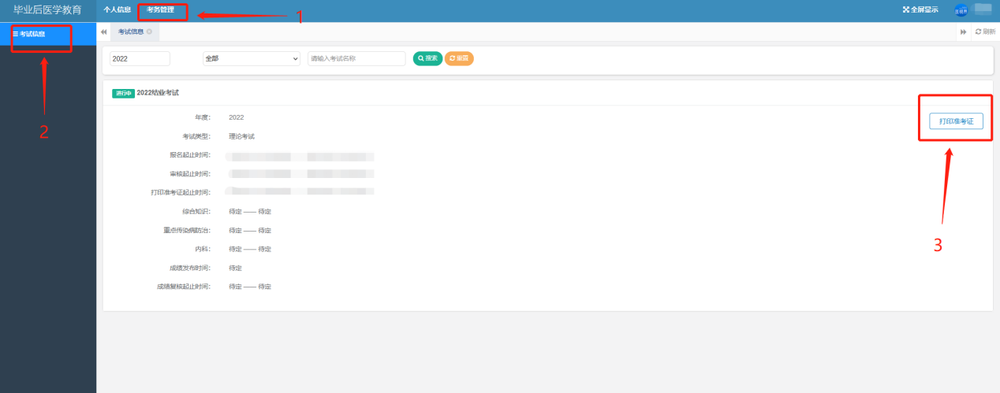 毕业后医学教育 个人信息 考务管理 全屏显示
1
考试信息 考试信息 刷新
2022 全部 请输入考试名称 搜索 重置
进行中 2022结业考试
年度： 2022
打印准考证
考试类型： 理论考试
2
报名起止时间：
审核起止时间：
打印准考证起止时间：
综合知识： 待定 —— 待定
重点传染病防治： 待定 —— 待定
3
内科： 待定 —— 待定
成绩发布时间： 待定
成绩复核起止时间： 待定 —— 待定